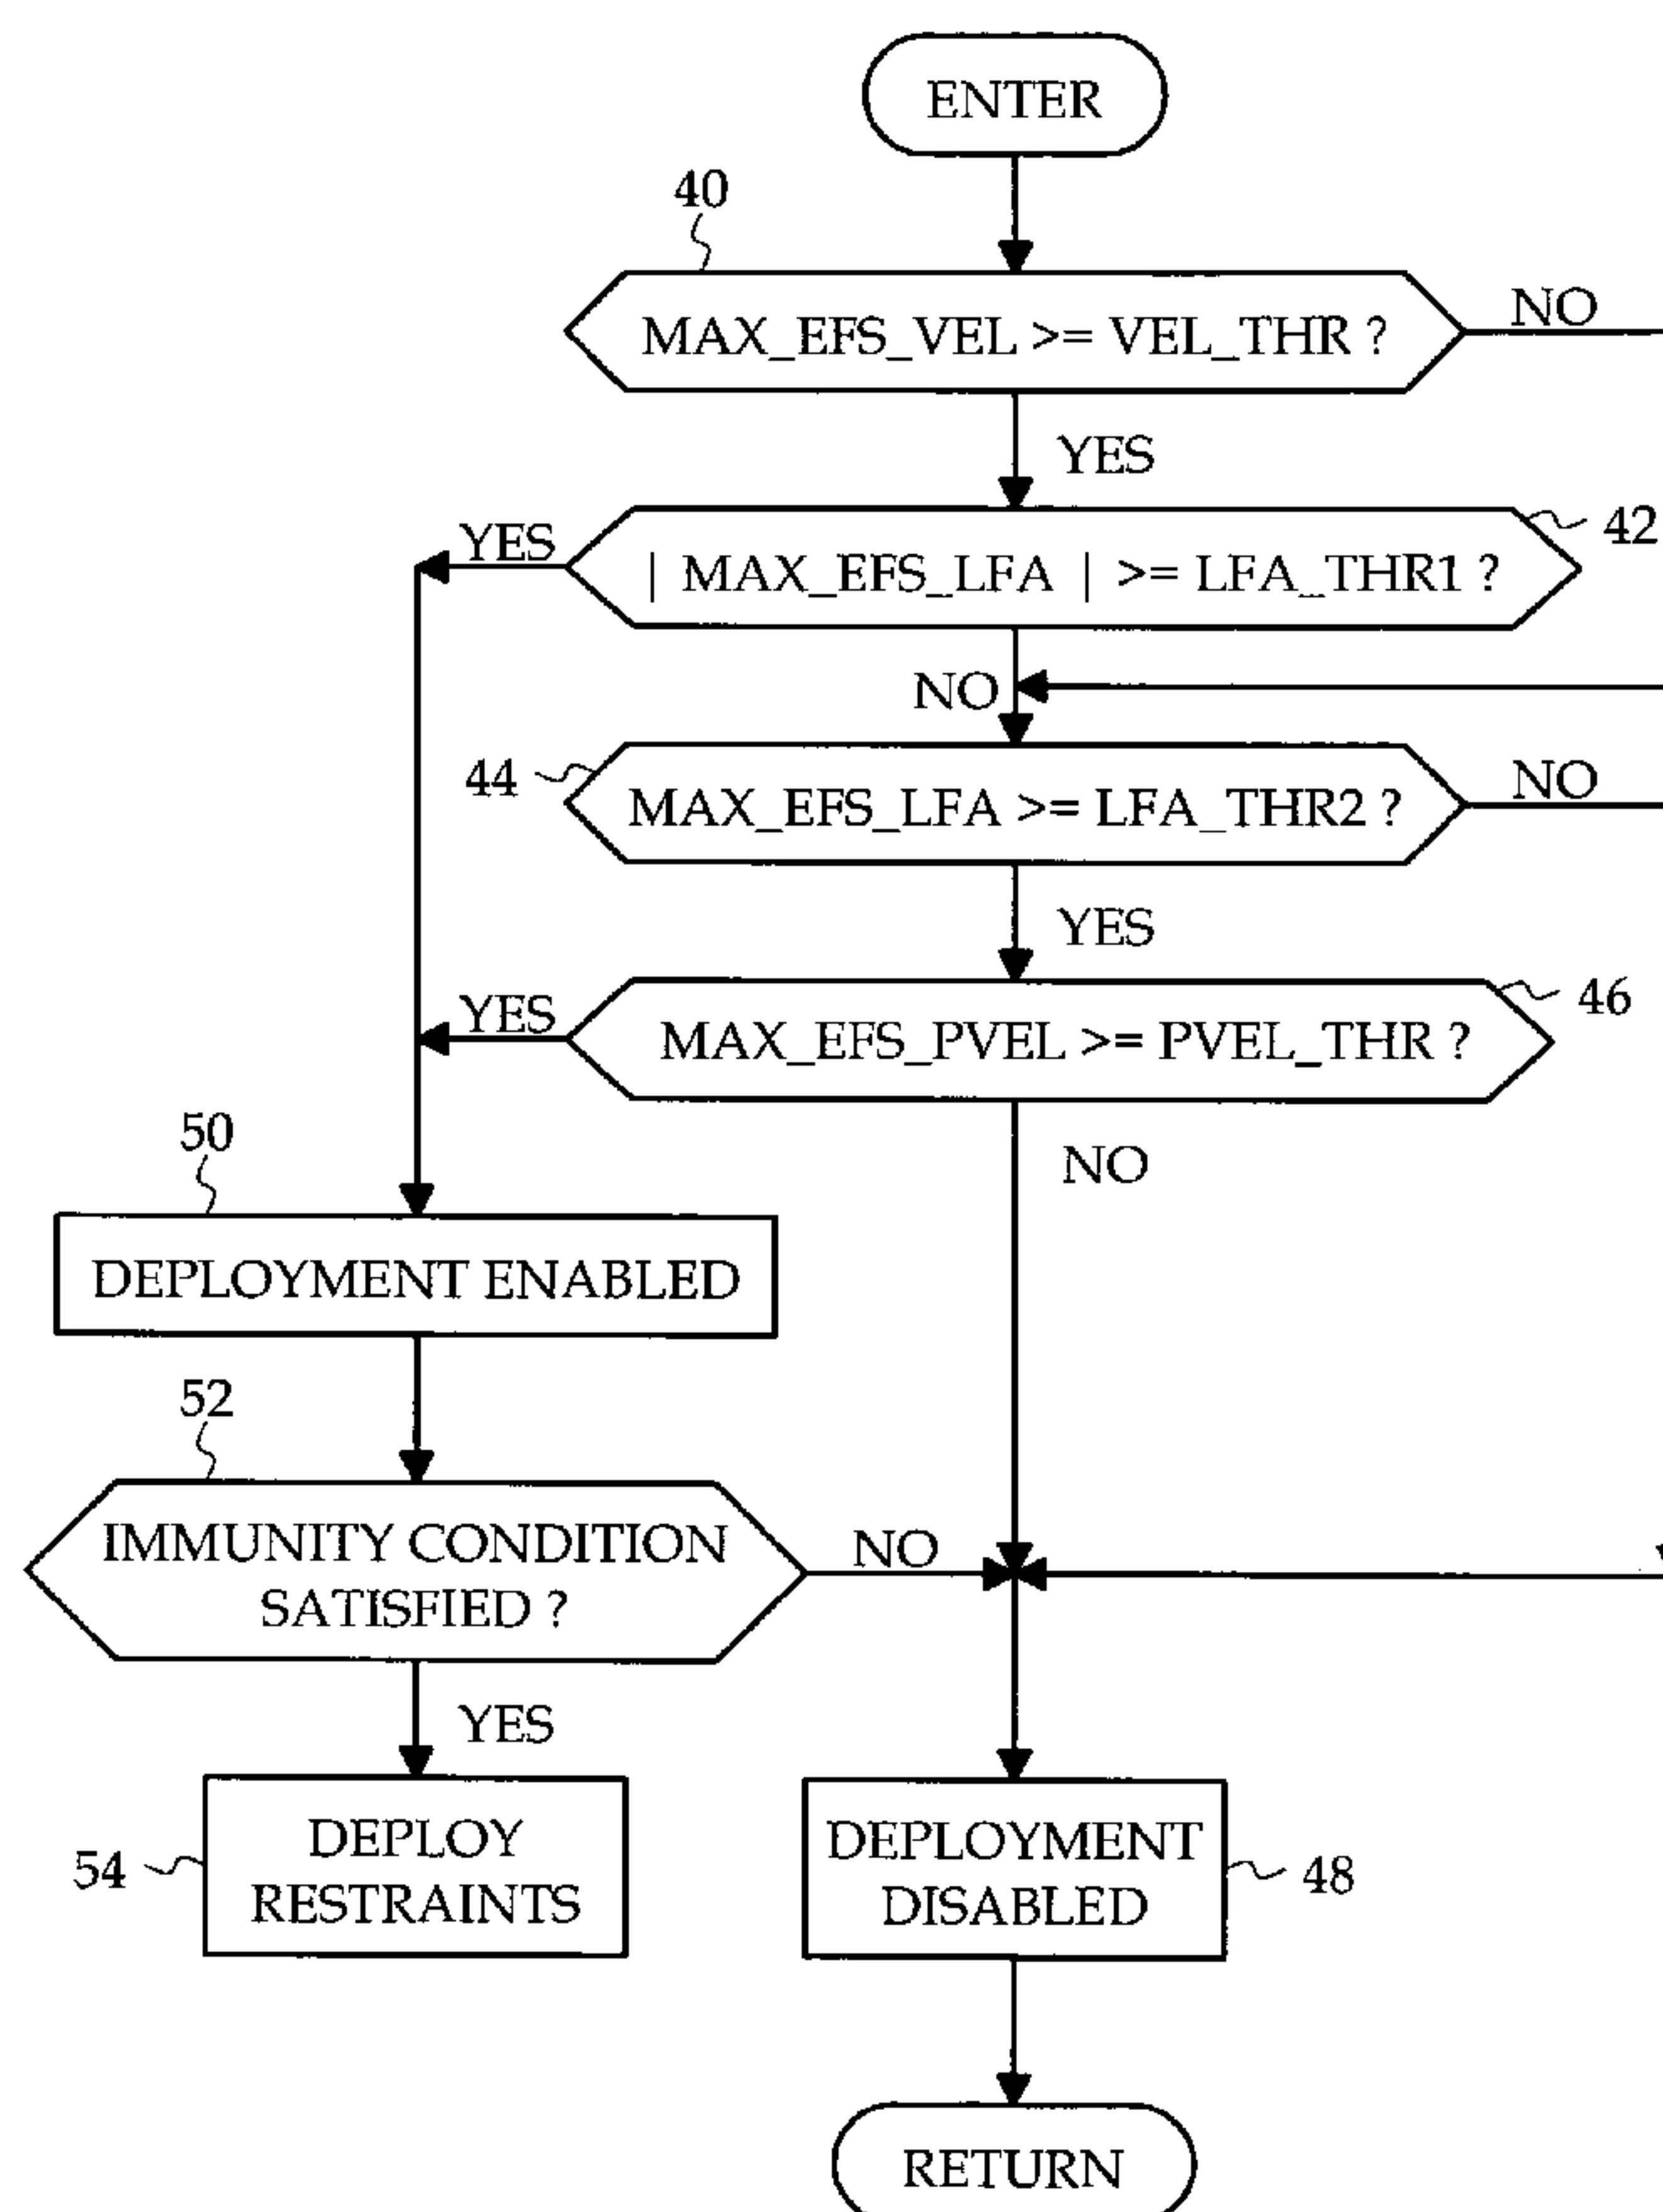 ENTER
40
MAX_EFS_VEL >= VEL_THR ?
NO
YES
42
YES
| MAX_EFS_LFA | >= LFA_THR1 ?
NO
44
MAX_EFS_LFA >= LFA_THR2 ?
NO
YES
46
YES
MAX_EFS_PVEL >= PVEL_THR ?
NO
50
DEPLOYMENT ENABLED
52
IMMUNITY CONDITION
SATISFIED ?
NO
YES
54
DEPLOY
RESTRAINTS
DEPLOYMENT
DISABLED
48
RETURN